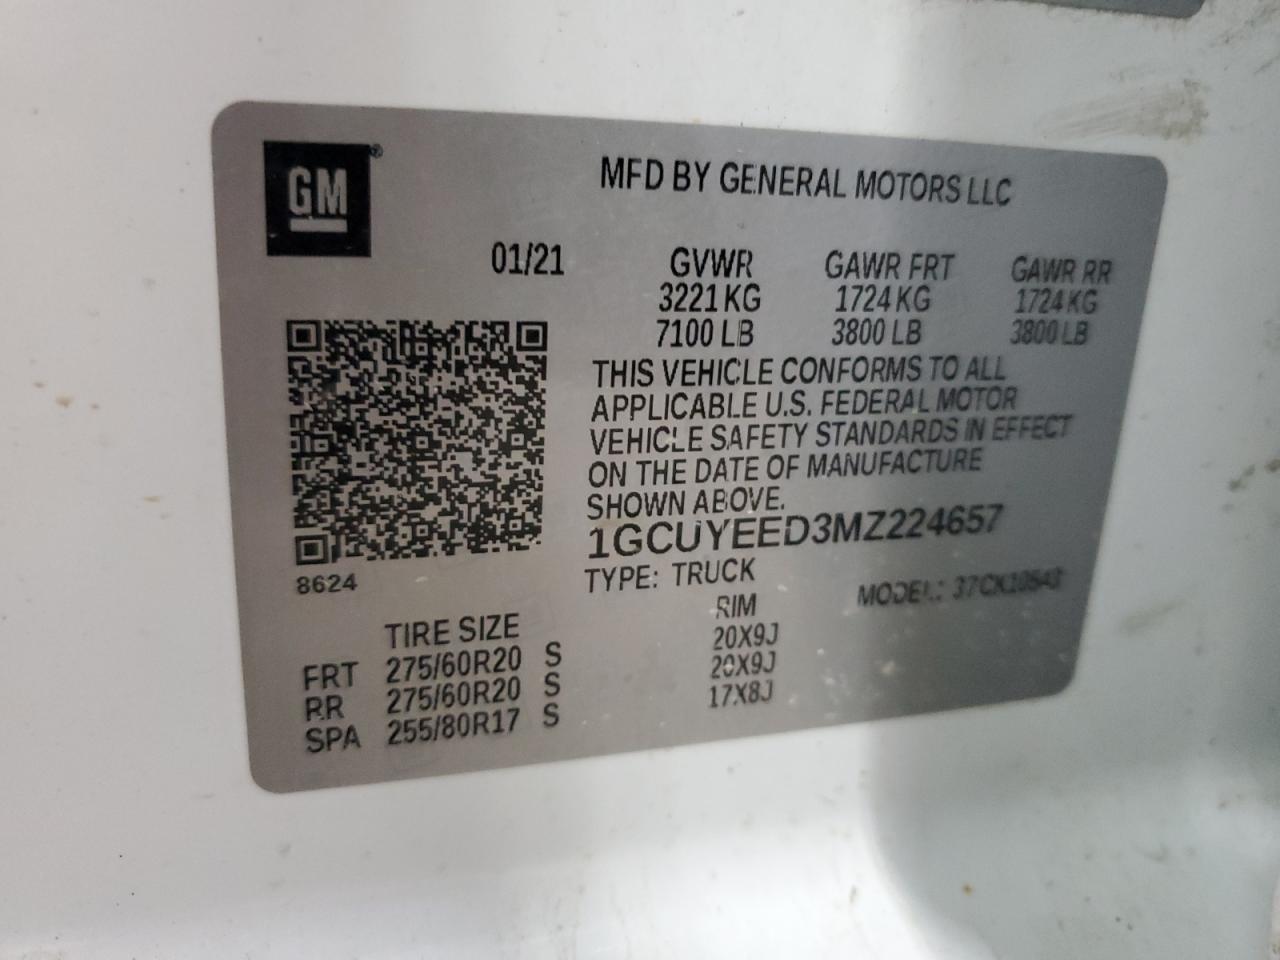 GM®
MFD BY GENERAL MOTORS LLC
01/21 GVWR GAWR FRT GAWR RR
3221 KG 1724 KG 1724 KG
7100 LB 3800 LB 3800 LB
THIS VEHICLE CONFORMS TO ALL
APPLICABLE U.S. FEDERAL MOTOR
VEHICLE SAFETY STANDARDS IN EFFECT
ON THE DATE OF MANUFACTURE
SHOWN ABOVE.
1GCUYEED3MZ224657
8624
TYPE: TRUCK MODEL: 37CK10543
TIRE SIZE RIM
FRT 275/60R20 S 20X9J
RR 275/60R20 S 20X9J
SPA 255/80R17 S 17X8J